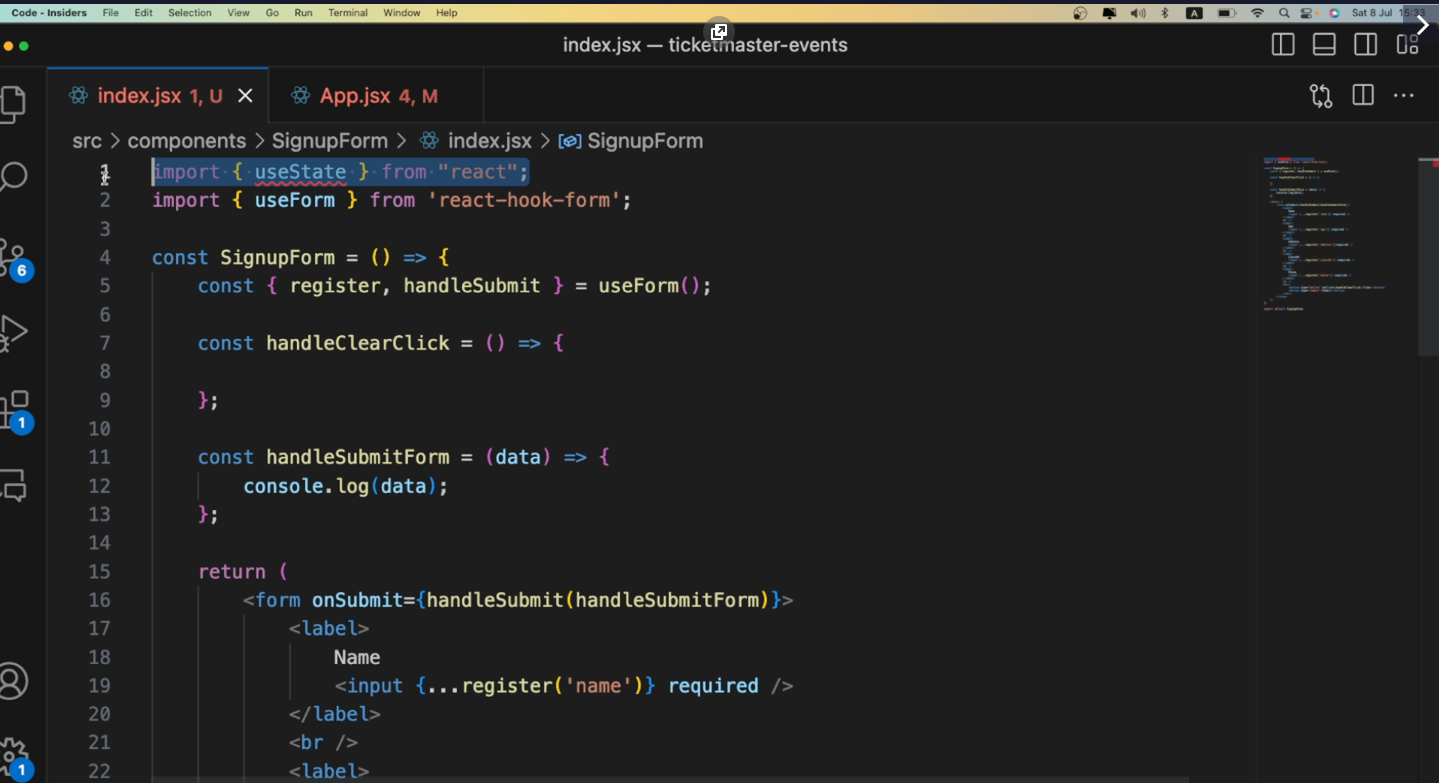 Code - Insiders File Edit Selection View Go Run Terminal Window Help A Sat 8 Jul 15:33
index.jsx — ticketmaster-events
index.jsx 1, U App.jsx 4, M
src > components > SignupForm > index.jsx > SignupForm
1 import { useState } from "react";
2 import { useForm } from 'react-hook-form';
3
4 const SignupForm = () => {
5 const { register, handleSubmit } = useForm();
6
7 const handleClearClick = () => {
8
9 };
10
11 const handleSubmitForm = (data) => {
12 console.log(data);
13 };
14
15 return (
16 <form onSubmit={handleSubmit(handleSubmitForm)}>
17 <label>
18 Name
19 <input {...register('name')} required />
20 </label>
21 <br />
22 <label>
6
1
1